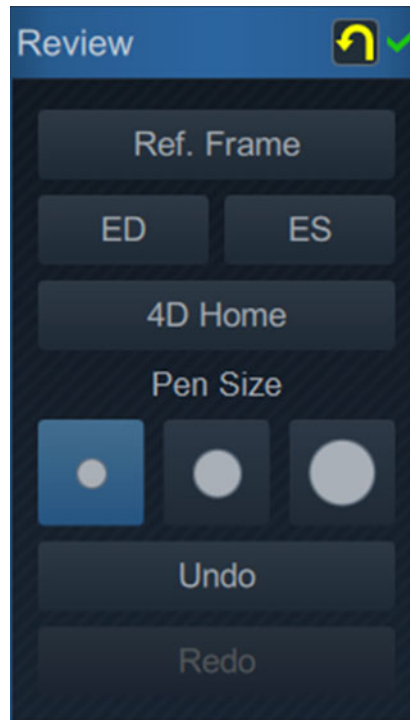 Review
Ref. Frame
ED ES
4D Home
Pen Size
Undo
Redo